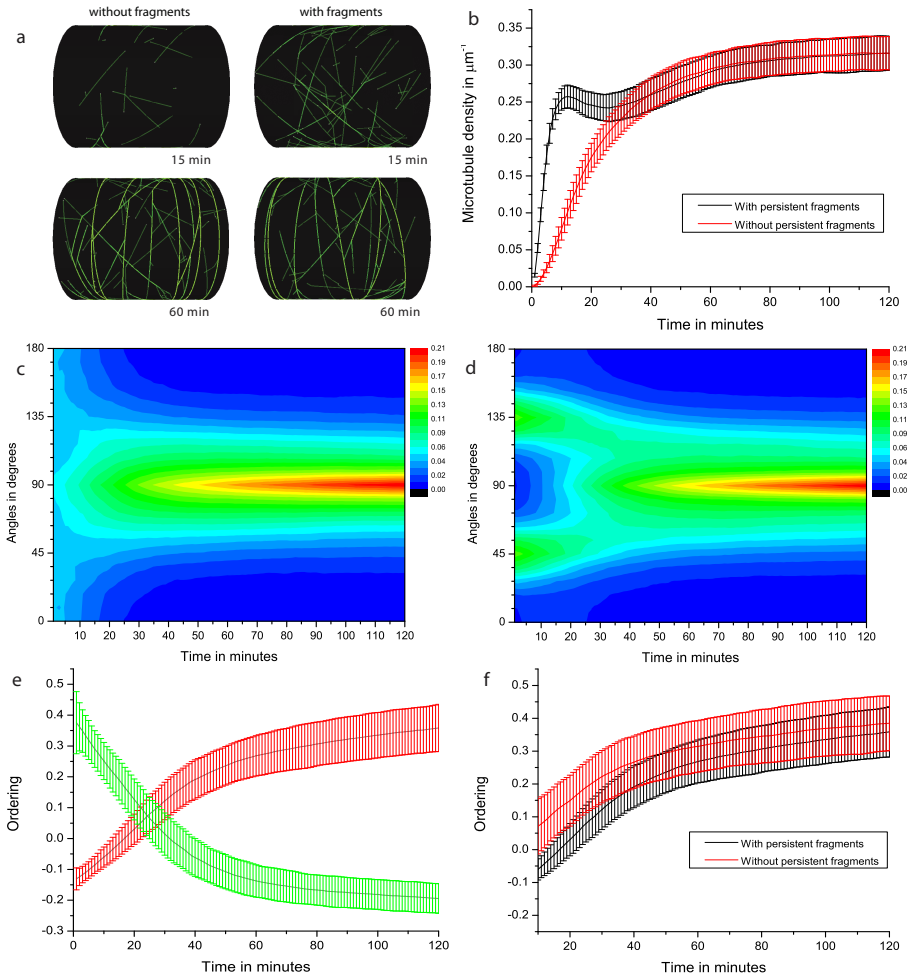 without fragments
with fragments
a
15 min
15 min
60 min
60 min
b
Microtubule density in μm⁻¹
0.35
0.30
0.25
0.20
0.15
0.10
0.05
0.00
With persistent fragments
Without persistent fragments
0 20 40 60 80 100 120
Time in minutes
c
Angles in degrees
180
135
90
45
0
10 20 30 40 50 60 70 80 90 100 110 120
Time in minutes
0.21
0.19
0.17
0.15
0.13
0.11
0.09
0.08
0.06
0.04
0.02
0.00
d
Angles in degrees
180
135
90
45
0
10 20 30 40 50 60 70 80 90 100 110 120
Time in minutes
0.21
0.19
0.17
0.15
0.13
0.11
0.09
0.08
0.06
0.04
0.02
0.00
e
Ordering
0.5
0.4
0.3
0.2
0.1
0.0
-0.1
-0.2
-0.3
0 20 40 60 80 100 120
Time in minutes
f
Ordering
0.5
0.4
0.3
0.2
0.1
0.0
-0.1
-0.2
With persistent fragments
Without persistent fragments
20 40 60 80 100 120
Time in minutes